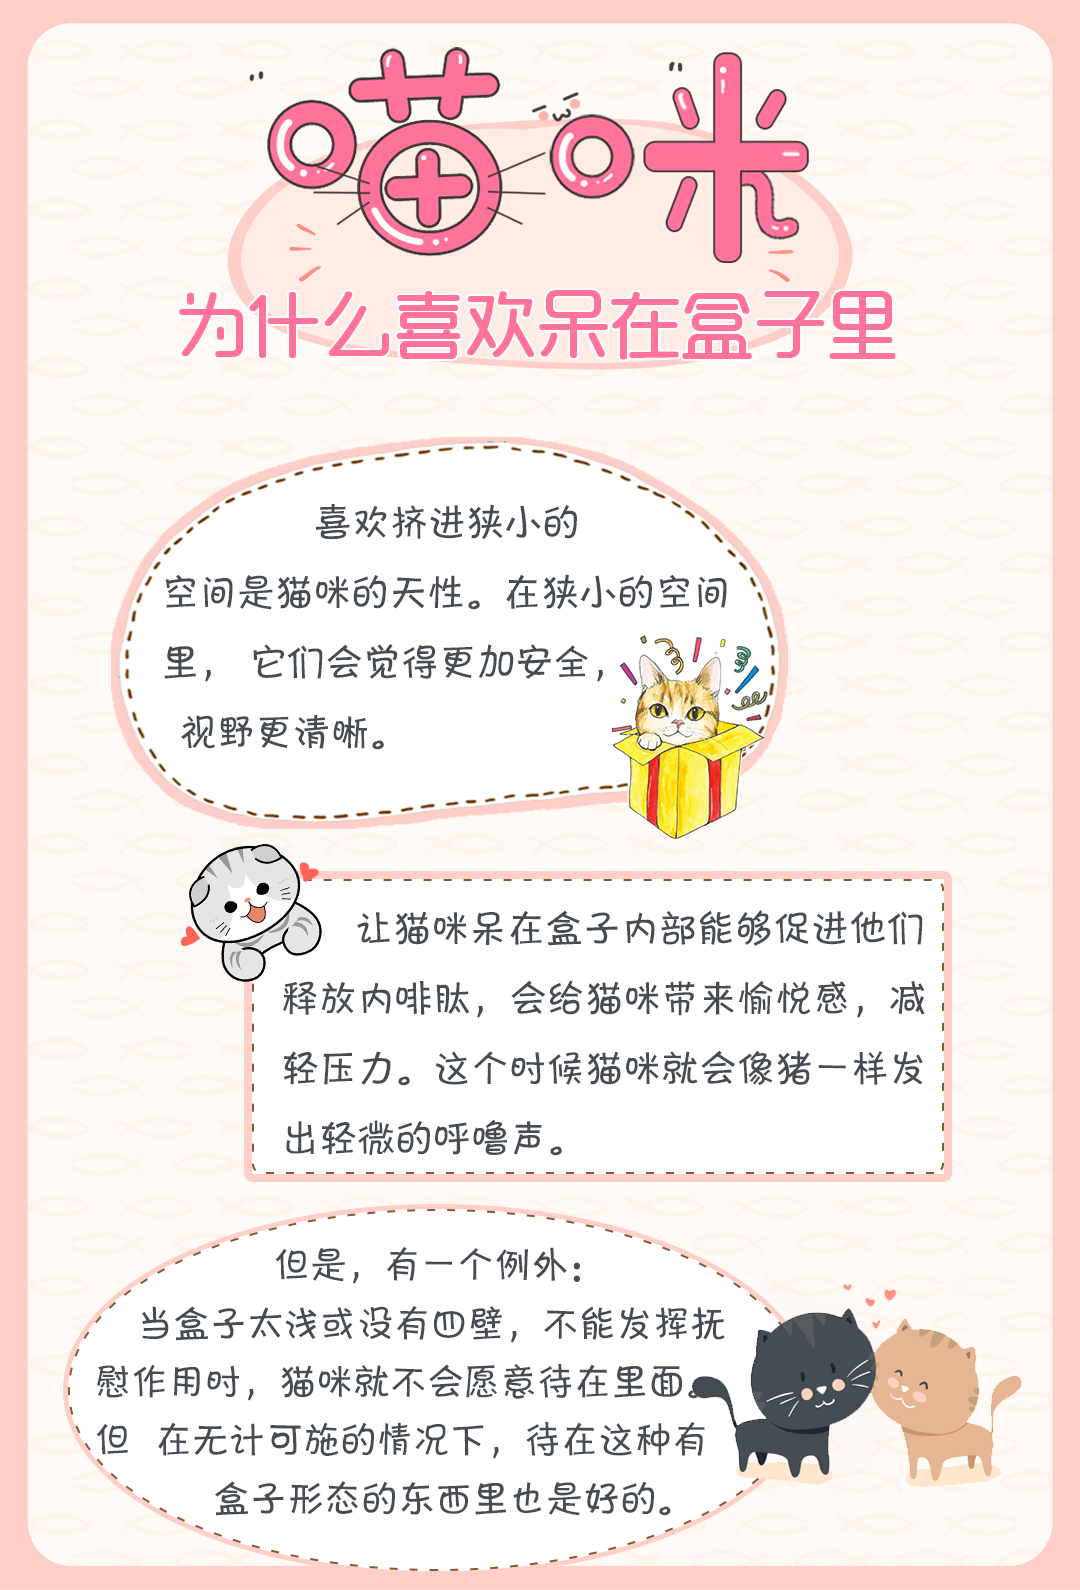 喵咪
为什么喜欢呆在盒子里
喜欢挤进狭小的
空间是猫咪的天性。在狭小的空间
里， 它们会觉得更加安全，
视野更清晰。
让猫咪呆在盒子内部能够促进他们
释放内啡肽，会给猫咪带来愉悦感，减
轻压力。这个时候猫咪就会像猪一样发
出轻微的呼噜声。
但是，有一个例外：
当盒子太浅或没有四壁，不能发挥抚
慰作用时，猫咪就不会愿意待在里面。
但 在无计可施的情况下，待在这种有
盒子形态的东西里也是好的。